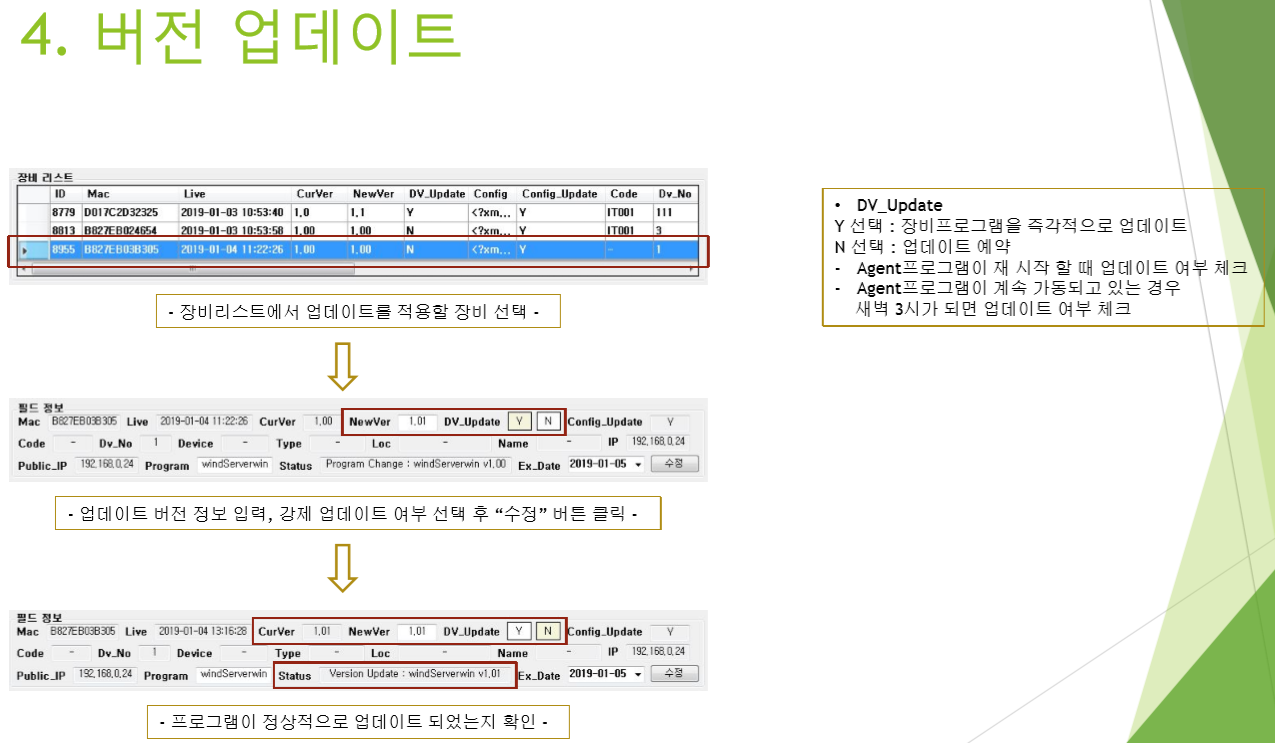 4. 버전 업데이트
장비 리스트
ID Mac Live CurVer NewVer DV_Update Config Config_Update Code Dv_No
8779 D017C2D32325 2019-01-03 10:53:40 1.0 1.1 Y <?xm... Y IT001 111
8813 B827EB024654 2019-01-03 10:53:58 1.00 1.00 N <?xm... Y IT001 3
8955 B827EB03B305 2019-01-04 11:22:26 1.00 1.00 N <?xm... Y - 1
- 장비리스트에서 업데이트를 적용할 장비 선택 -
• DV_Update
Y 선택 : 장비프로그램을 즉각적으로 업데이트
N 선택 : 업데이트 예약
- Agent프로그램이 재 시작 할 때 업데이트 여부 체크
- Agent프로그램이 계속 가동되고 있는 경우
새벽 3시가 되면 업데이트 여부 체크
필드 정보
Mac B827EB03B305 Live 2019-01-04 11:22:26 CurVer 1.00 NewVer 1.01 DV_Update Y N Config_Update Y
Code - Dv_No 1 Device - Type - Loc - Name - IP 192.168.0.24
Public_IP 192.168.0.24 Program windServerwin Status Program Change : windServerwin v1.00 Ex_Date 2019-01-05 수정
- 업데이트 버전 정보 입력, 강제 업데이트 여부 선택 후 “수정” 버튼 클릭 -
필드 정보
Mac B827EB03B305 Live 2019-01-04 13:16:28 CurVer 1.01 NewVer 1.01 DV_Update Y N Config_Update Y
Code - Dv_No 1 Device - Type - Loc - Name - IP 192.168.0.24
Public_IP 192.168.0.24 Program windServerwin Status Version Update : windServerwin v1.01 Ex_Date 2019-01-05 수정
- 프로그램이 정상적으로 업데이트 되었는지 확인 -